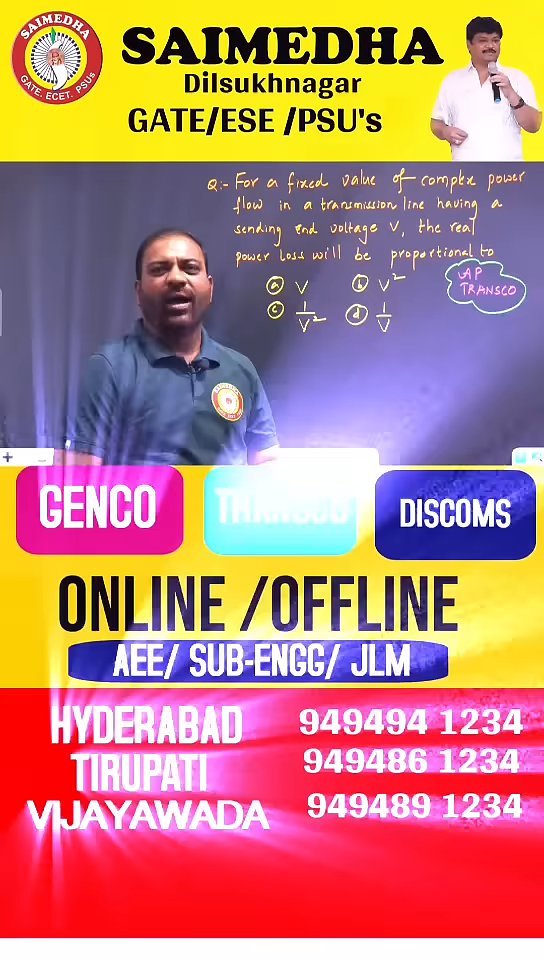 SAIMEDHA
GATE. ECET. PSUs
SAIMEDHA
Dilsukhnagar
GATE/ESE /PSU's
Q:- For a fixed value of complex power
flow in a transmission line having a
sending end voltage V, the real
power Loss will be proportional to
(a) V (b) V²
(c) 1/V² (d) 1/V
AP
TRANSCO
SAIMEDHA
GENCO
DISCOMS
ONLINE /OFFLINE
AEE/ SUB-ENGG/ JLM
HYDERABAD 949494 1234
TIRUPATI 949486 1234
VIJAYAWADA 949489 1234